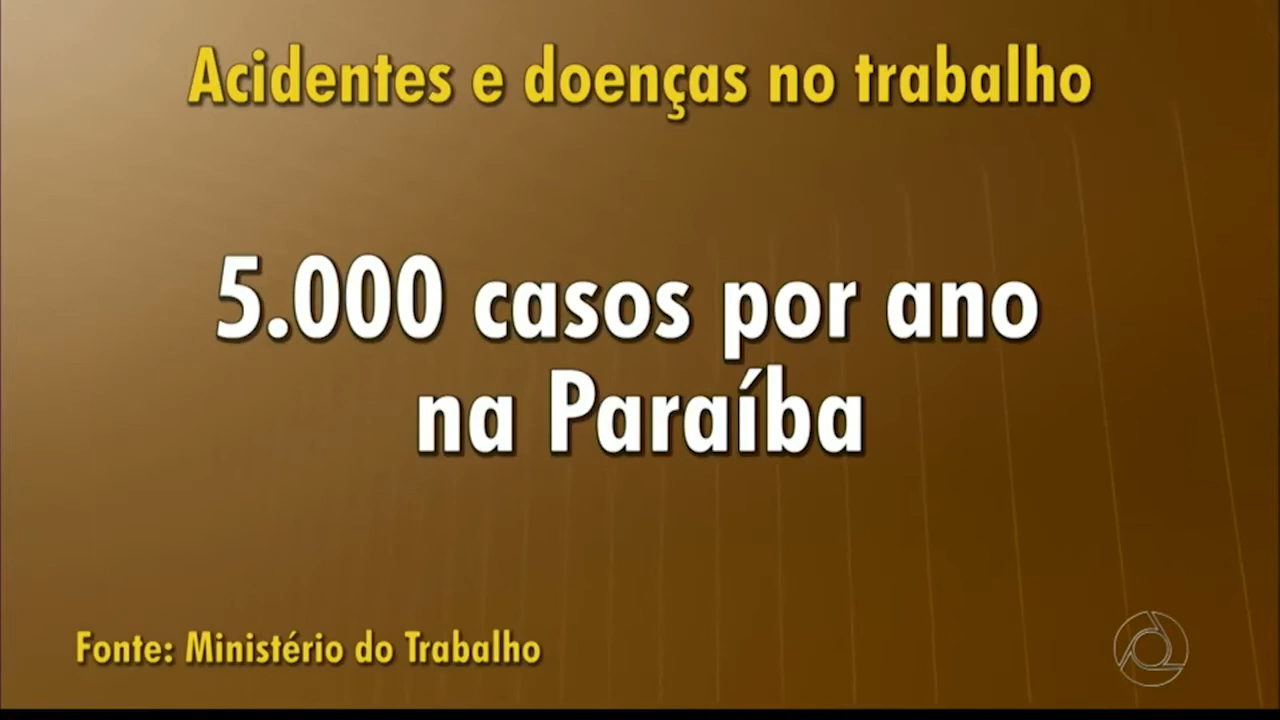 Acidentes e doenças no trabalho
5.000 casos por ano
na Paraíba
Fonte: Ministério do Trabalho